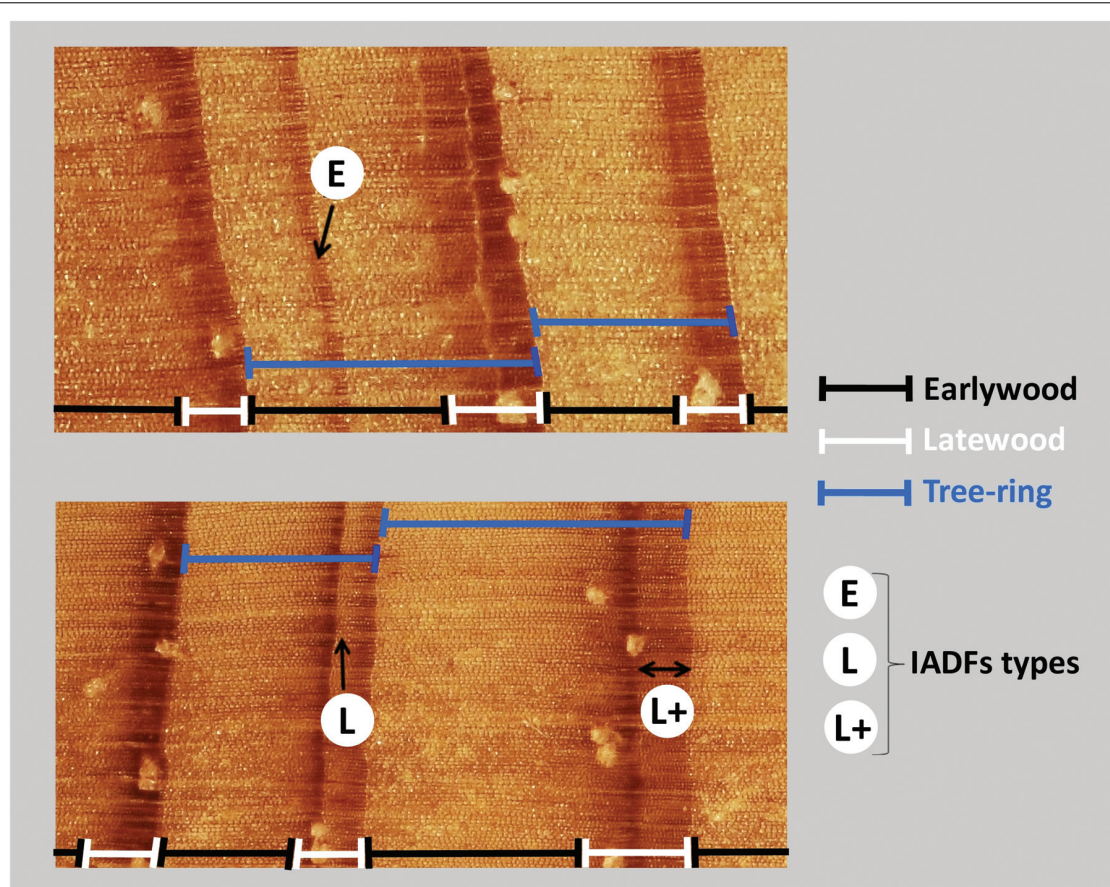 E
Earlywood
Latewood
Tree-ring
L
L+
E
L
L+
IADFs types